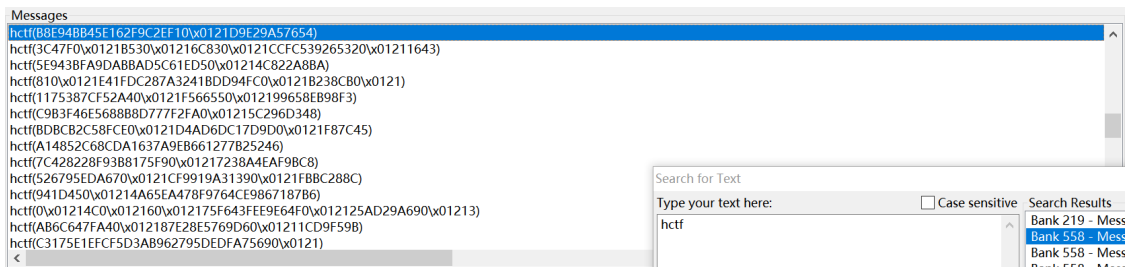 Messages
hctf(B8E94BB45E162F9C2EF10\x0121D9E29A57654)
hctf(3C47F0\x0121B530\x01216C830\x0121CCFC539265320\x01211643)
hctf(5E943BFA9DABBAD5C61ED50\x01214C822A8BA)
hctf(810\x0121E41FDC287A3241BDD94FC0\x0121B238CB0\x0121)
hctf(1175387CF52A40\x0121F566550\x012199658EB98F3)
hctf(C9B3F46E5688B8D777F2FA0\x01215C296D348)
hctf(BDBCB2C58FCE0\x0121D4AD6DC17D9D0\x0121F87C45)
hctf(A14852C68CDA1637A9EB661277B25246)
hctf(7C428228F93B8175F90\x01217238A4EAF9BC8)
hctf(526795EDA670\x0121CF9919A31390\x0121FBBC288C)
hctf(941D450\x01214A65EA478F9764CE9867187B6)
hctf(0\x01214C0\x012160\x012175F643FEE9E64F0\x012125AD29A690\x01213)
hctf(AB6C647FA40\x012187E28E5769D60\x01211CD9F59B)
hctf(C3175E1EFCF5D3AB962795DEDFA75690\x0121)
Search for Text
Type your text here:
Case sensitive
Search Results
hctf
Bank 219 - Mess
Bank 558 - Mess
Bank 558 - Mess